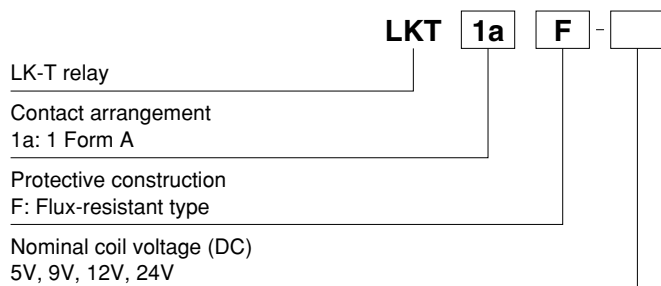 LKT 1a F -
LK-T relay
Contact arrangement
1a: 1 Form A
Protective construction
F: Flux-resistant type
Nominal coil voltage (DC)
5V, 9V, 12V, 24V